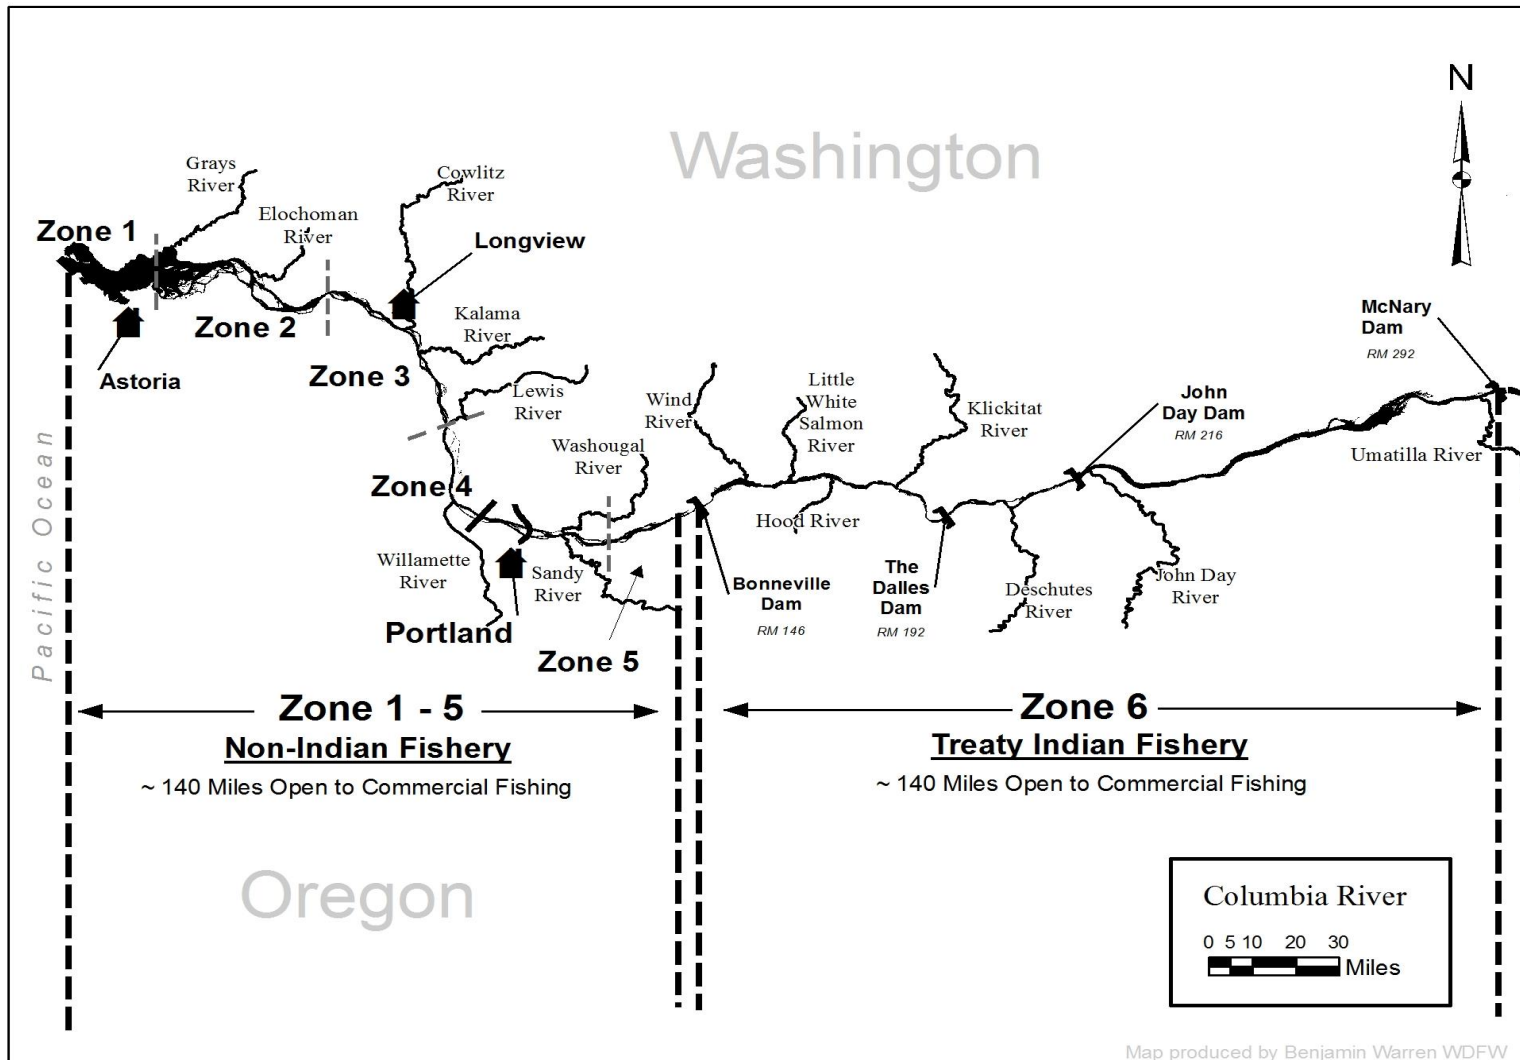 Washington
N
Grays
River
Cowlitz
River
Elochoman
River
Zone 1
Longview
McNary
Dam
RM 292
Kalama
River
Zone 2
Astoria
Zone 3
Lewis
River
Wind
River
Little
White
Salmon
River
Klickitat
River
John
Day Dam
RM 216
Washougal
River
Umatilla River
Zone 4
Hood River
Pacific Ocean
Willamette
River
Sandy
River
Bonneville
Dam
RM 146
The
Dalles
Dam
RM 192
Deschutes
River
John Day
River
Portland
Zone 5
Zone 1 - 5
Non-Indian Fishery
~ 140 Miles Open to Commercial Fishing
Zone 6
Treaty Indian Fishery
~ 140 Miles Open to Commercial Fishing
Oregon
Columbia River
0 5 10 20 30
Miles
Map produced by Benjamin Warren WDFW